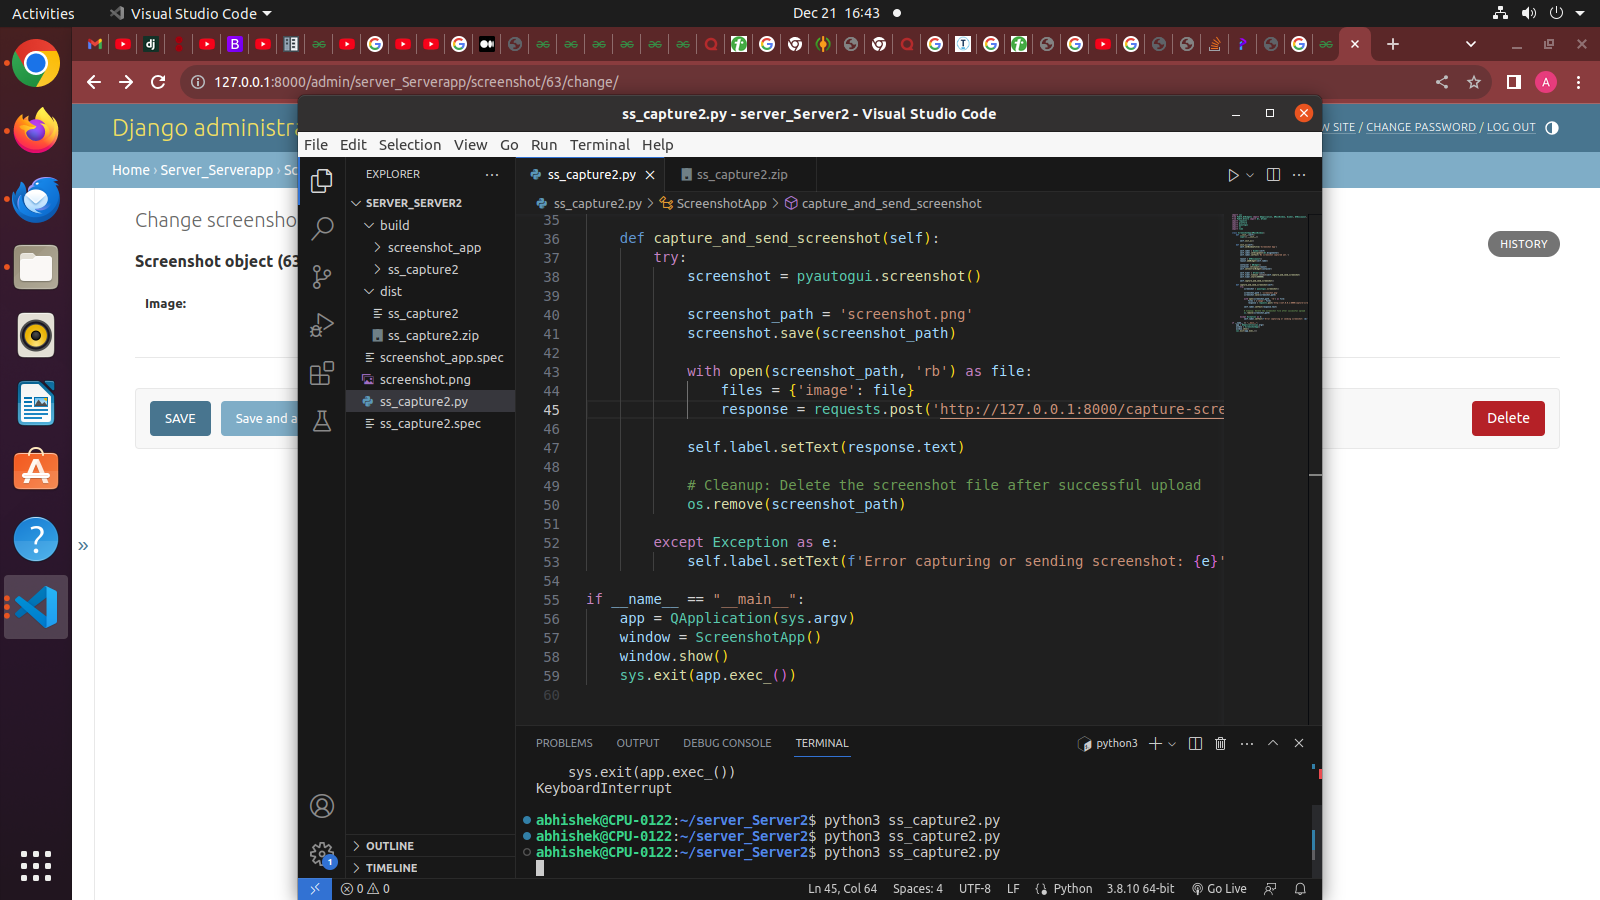 Activities
Visual Studio Code
Dec 21 16:43
127.0.0.1:8000/admin/server_Serverapp/screenshot/63/change/
A
Django administra
W SITE / CHANGE PASSWORD / LOG OUT
Home › Server_Serverapp › Sc
Change screensho
HISTORY
Screenshot object (63
Image:
SAVE
Save and a
Delete
»
ss_capture2.py - server_Server2 - Visual Studio Code
File Edit Selection View Go Run Terminal Help
EXPLORER
SERVER_SERVER2
build
screenshot_app
ss_capture2
dist
ss_capture2
ss_capture2.zip
screenshot_app.spec
screenshot.png
ss_capture2.py
ss_capture2.spec
OUTLINE
TIMELINE
ss_capture2.py
ss_capture2.zip
ss_capture2.py > ScreenshotApp > capture_and_send_screenshot
35
36 def capture_and_send_screenshot(self):
37 try:
38 screenshot = pyautogui.screenshot()
39
40 screenshot_path = 'screenshot.png'
41 screenshot.save(screenshot_path)
42
43 with open(screenshot_path, 'rb') as file:
44 files = {'image': file}
45 response = requests.post('http://127.0.0.1:8000/capture-scre
46
47 self.label.setText(response.text)
48
49 # Cleanup: Delete the screenshot file after successful upload
50 os.remove(screenshot_path)
51
52 except Exception as e:
53 self.label.setText(f'Error capturing or sending screenshot: {e}'
54
55 if __name__ == "__main__":
56 app = QApplication(sys.argv)
57 window = ScreenshotApp()
58 window.show()
59 sys.exit(app.exec_())
60
PROBLEMS OUTPUT DEBUG CONSOLE TERMINAL
python3
sys.exit(app.exec_())
KeyboardInterrupt
abhishek@CPU-0122:~/server_Server2$ python3 ss_capture2.py
abhishek@CPU-0122:~/server_Server2$ python3 ss_capture2.py
abhishek@CPU-0122:~/server_Server2$ python3 ss_capture2.py
1
0 0
Ln 45, Col 64 Spaces: 4 UTF-8 LF Python 3.8.10 64-bit Go Live